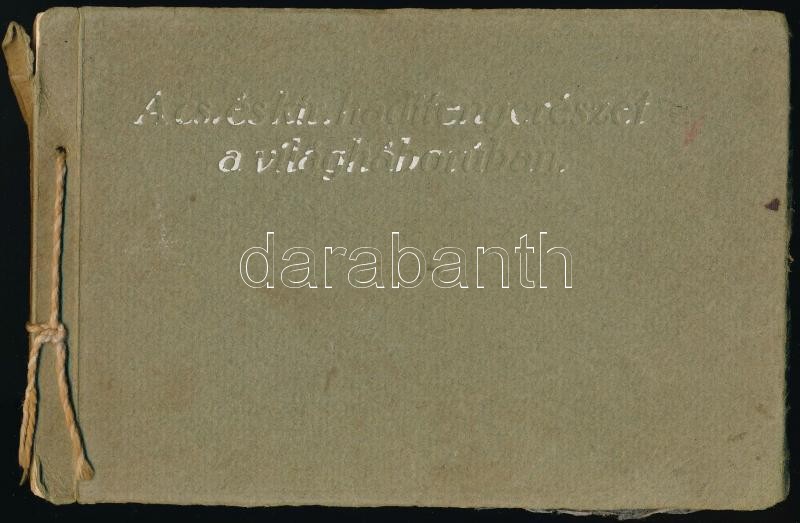 A cs. és kir. haditengerészet
a világháborúban.
darabanth